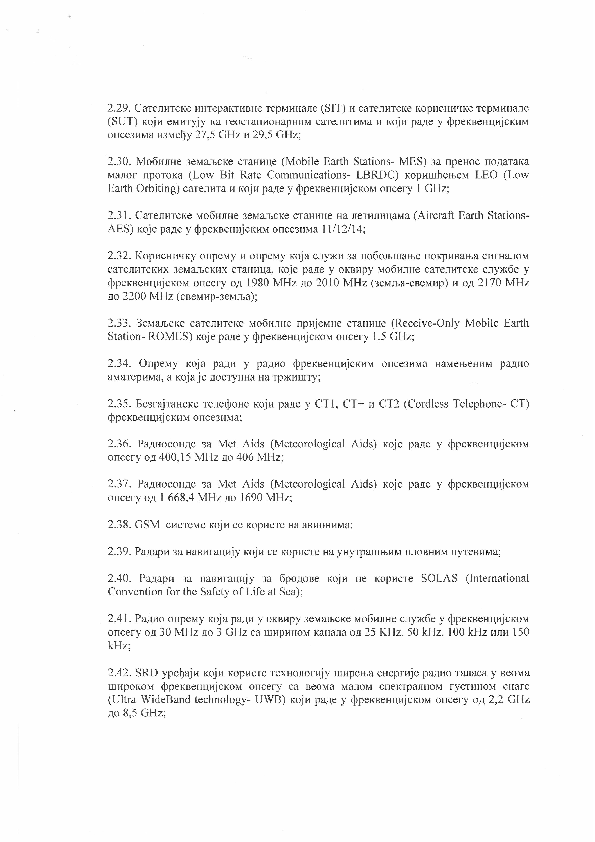 2.29. Сателитске интерактивне терминале (SIT) и сателитске корисничке терминале
(SUT) који емитују ка геостационарним сателитима и који раде у фреквенцијским
опсезима између 27,5 GHz и 29,5 GHz;
2.30. Мобилне земаљске станице (Mobile Earth Stations- MES) за пренос података
малог протока (Low Bit Rate Communications- LBRDC) коришћењем LEO (Low
Earth Orbiting) сателита и који раде у фреквенцијском опсегу 1 GHz;
2.31. Сателитске мобилне земаљске станице на летилицама (Aircraft Earth Stations-
AES) које раде у фреквенцијским опсезима 11/12/14;
2.32. Корисничку опрему и опрему која служи за побољшање покривања сигналом
сателитских земаљских станица, које раде у оквиру мобилне сателитске службе у
фреквенцијском опсегу од 1980 MHz до 2010 MHz (земља-свемир) и од 2170 MHz
до 2200 MHz (свемир-земља);
2.33. Земаљске сателитске мобилне пријемне станице (Receive-Only Mobile Earth
Station- ROMES) које раде у фреквенцијском опсегу 1,5 GHz;
2.34. Опрему која ради у радио фреквенцијским опсезима намењеним радио
аматерима, а која је доступна на тржишту;
2.35. Безгајтанске телефоне који раде у CT1, CT+ и CT2 (Cordless Telephone- CT)
фреквенцијским опсезима;
2.36. Радиосонде за Met Aids (Meteorological Aids) које раде у фреквенцијском
опсегу од 400,15 MHz до 406 MHz;
2.37. Радиосонде за Met Aids (Meteorological Aids) које раде у фреквенцијском
опсегу од 1 668,4 MHz до 1690 MHz;
2.38. GSM системе који се користе на авионима;
2.39. Радари за навигацију који се користе на унутрашњим пловним путевима;
2.40. Радари за навигацију за бродове који не користе SOLAS (International
Convention for the Safety of Life at Sea);
2.41. Радио опрему која ради у оквиру земаљске мобилне службе у фреквенцијском
опсегу од 30 MHz до 3 GHz са ширином канала од 25 KHz, 50 kHz, 100 kHz или 150
kHz;
2.42. SRD уређаји који користе технологију ширења енергије радио таласа у веома
широком фреквенцијском опсегу са веома малом спектралном густином снаге
(Ultra WideBand technology- UWB) који раде у фреквенцијском опсегу од 2,2 GHz
до 8,5 GHz;